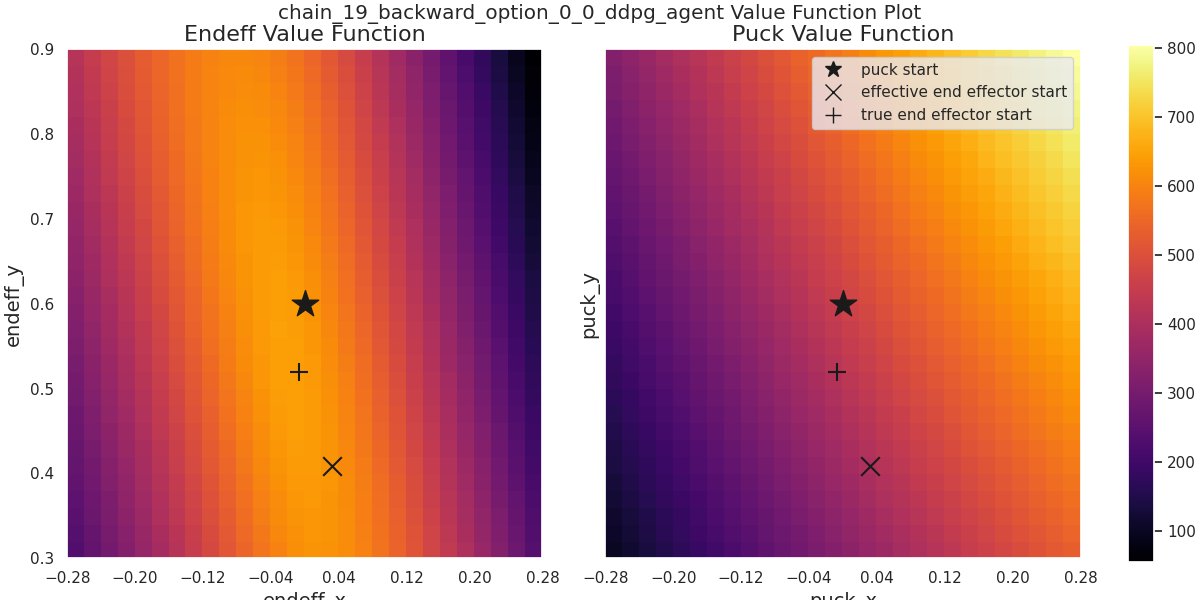 chain_19_backward_option_0_0_ddpg_agent Value Function Plot
Endeff Value Function
Puck Value Function
0.9
0.8
0.7
0.6
0.5
0.4
0.3
endeff_y
−0.28 −0.20 −0.12 −0.04 0.04 0.12 0.20 0.28
endeff_x
puck start
effective end effector start
true end effector start
puck_y
−0.28 −0.20 −0.12 −0.04 0.04 0.12 0.20 0.28
puck_x
800
700
600
500
400
300
200
100